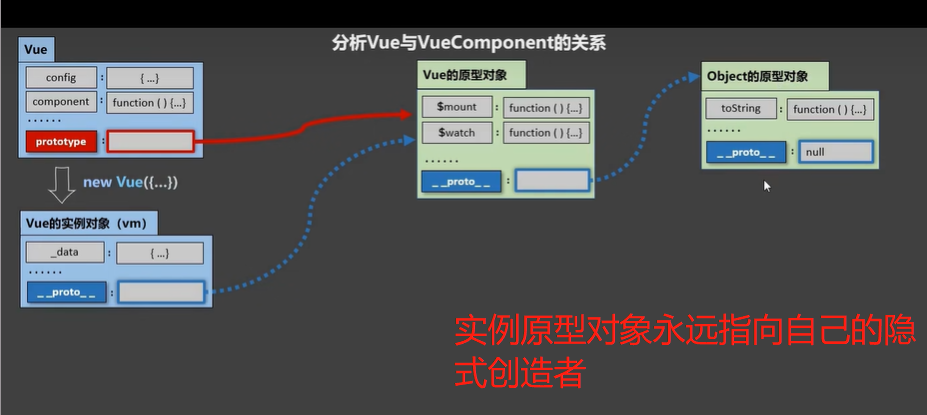 分析Vue与VueComponent的关系
Vue
config : { ...}
component : function ( ) {...}
······
prototype :
new Vue({...})
Vue的实例对象（vm）
_data : { ...}
······
__proto__ :
Vue的原型对象
$mount : function ( ) {...}
$watch : function ( ) {...}
······
__proto__ :
Object的原型对象
toString : function ( ) {...}
······
__proto__ : null
实例原型对象永远指向自己的隐
式创造者